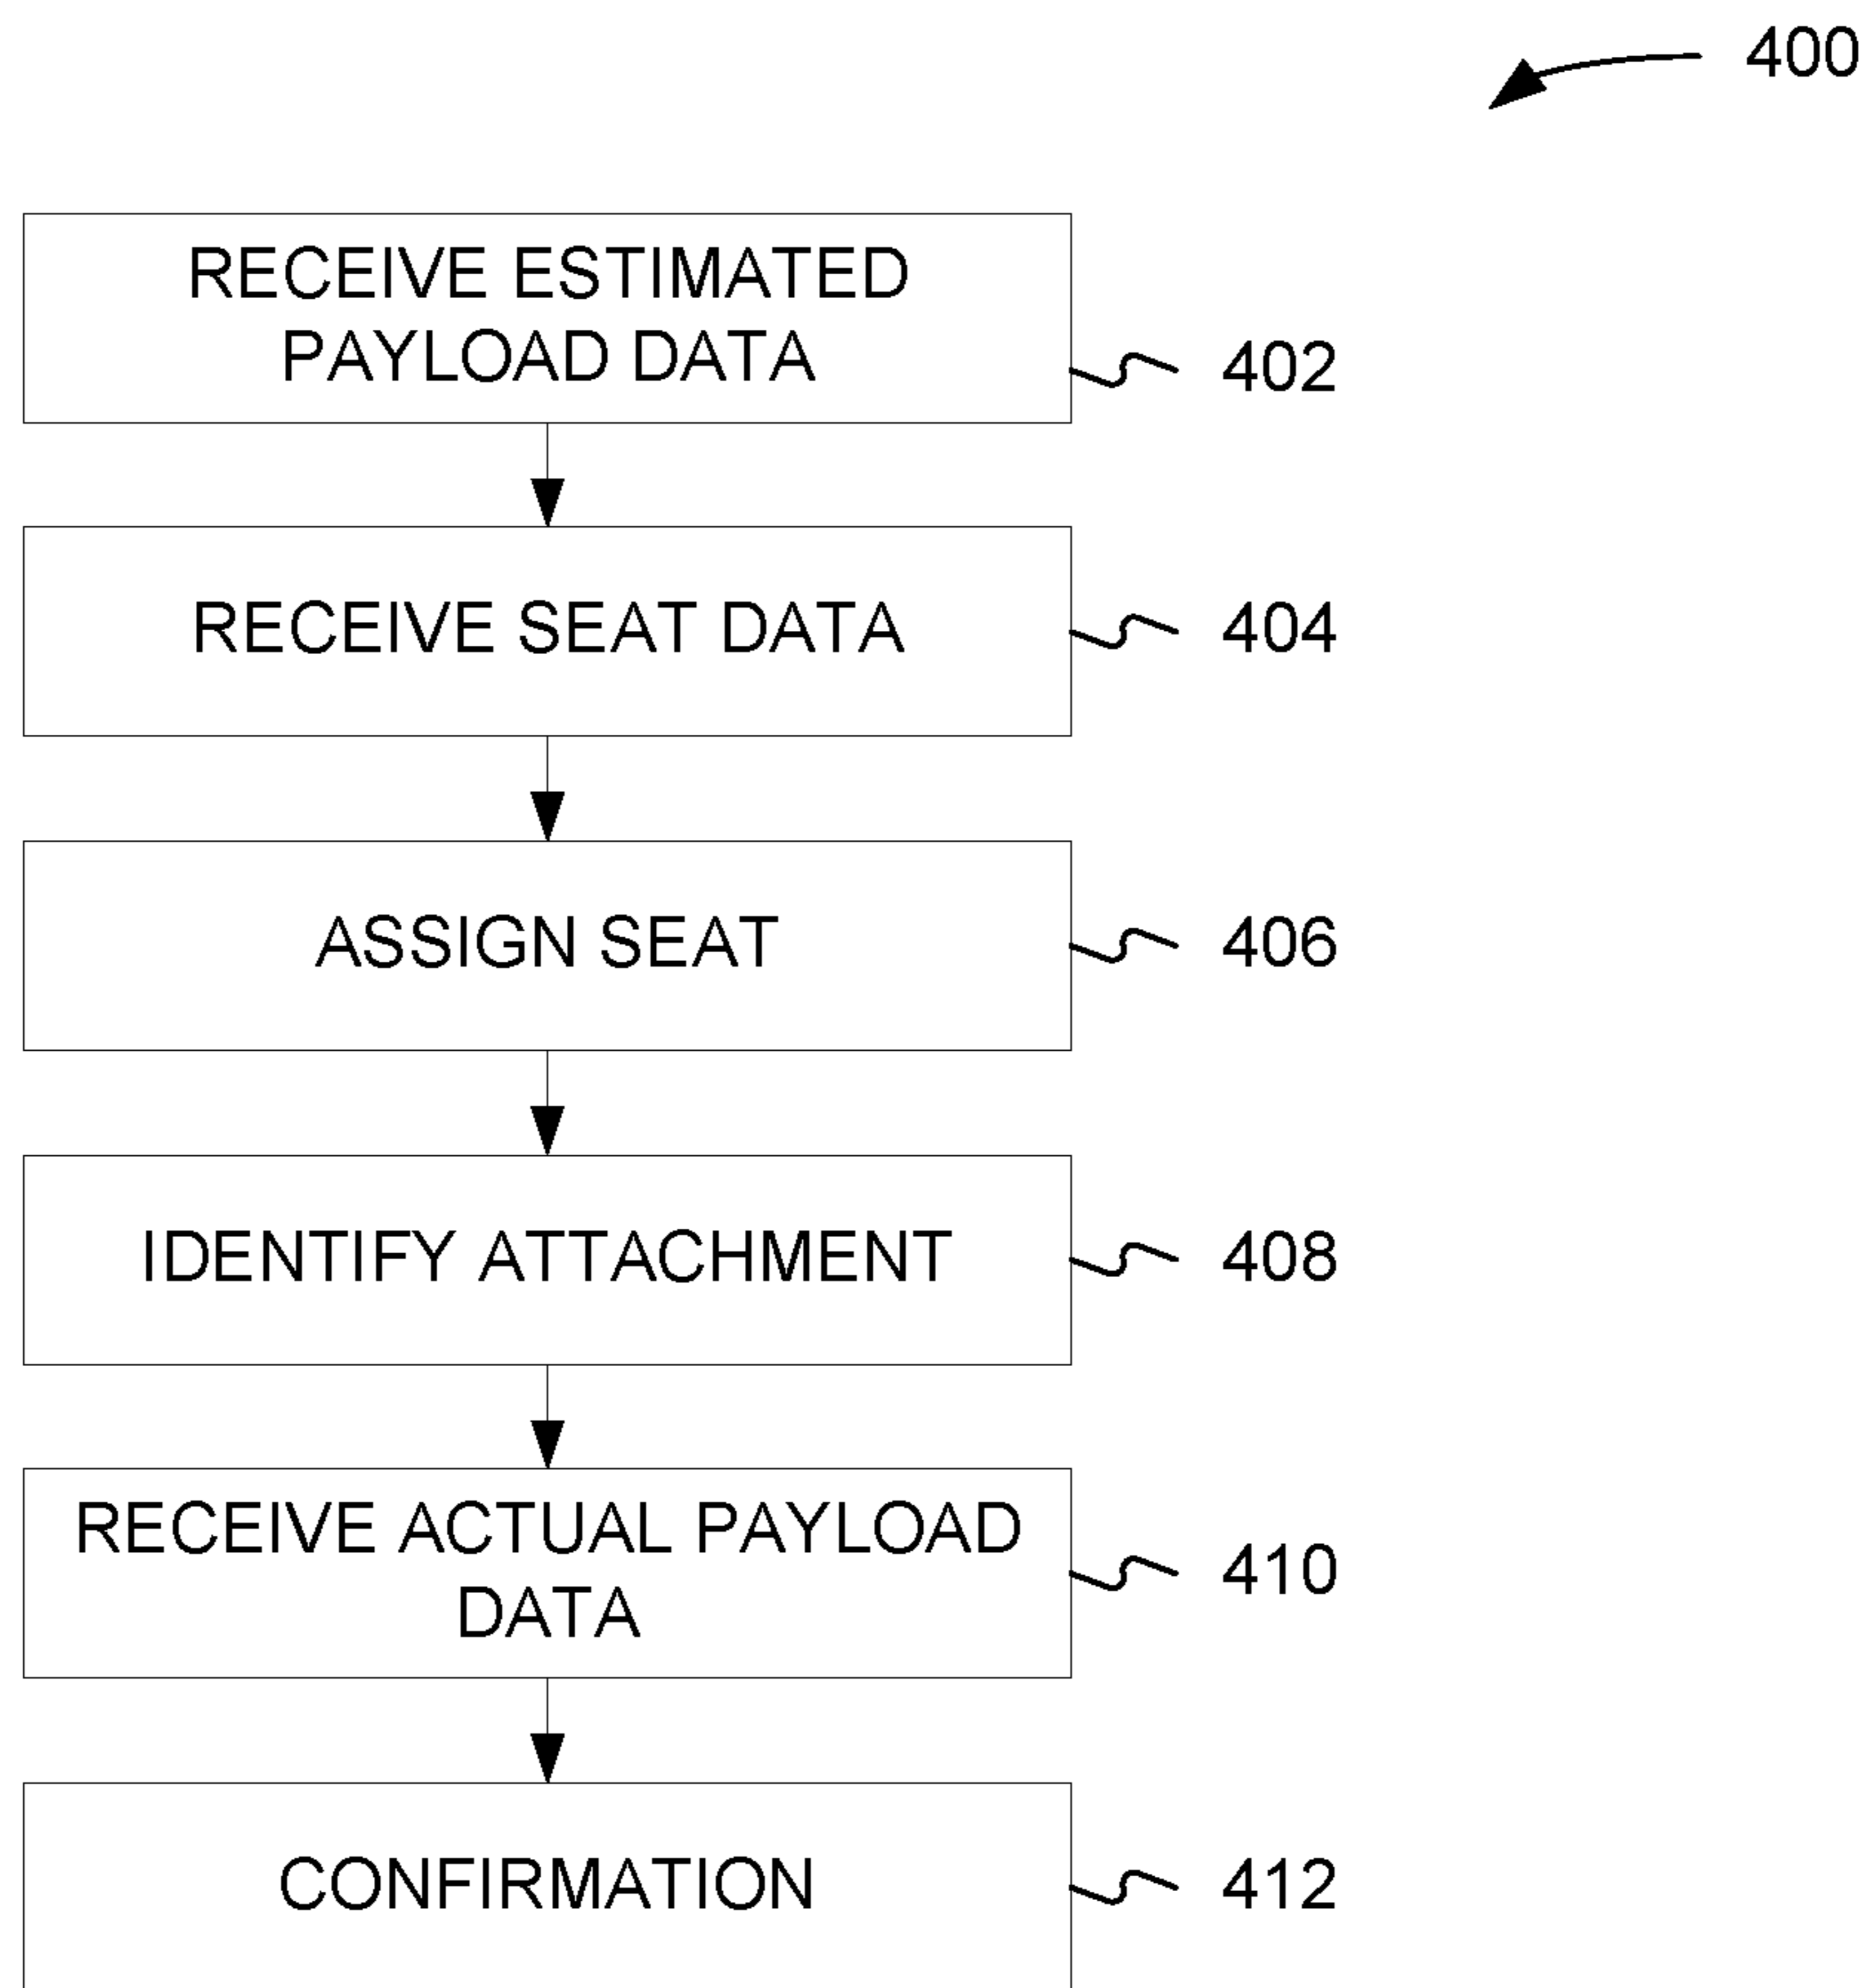 400
RECEIVE ESTIMATED
PAYLOAD DATA
402
RECEIVE SEAT DATA
404
ASSIGN SEAT
406
IDENTIFY ATTACHMENT
408
RECEIVE ACTUAL PAYLOAD
DATA
410
CONFIRMATION
412